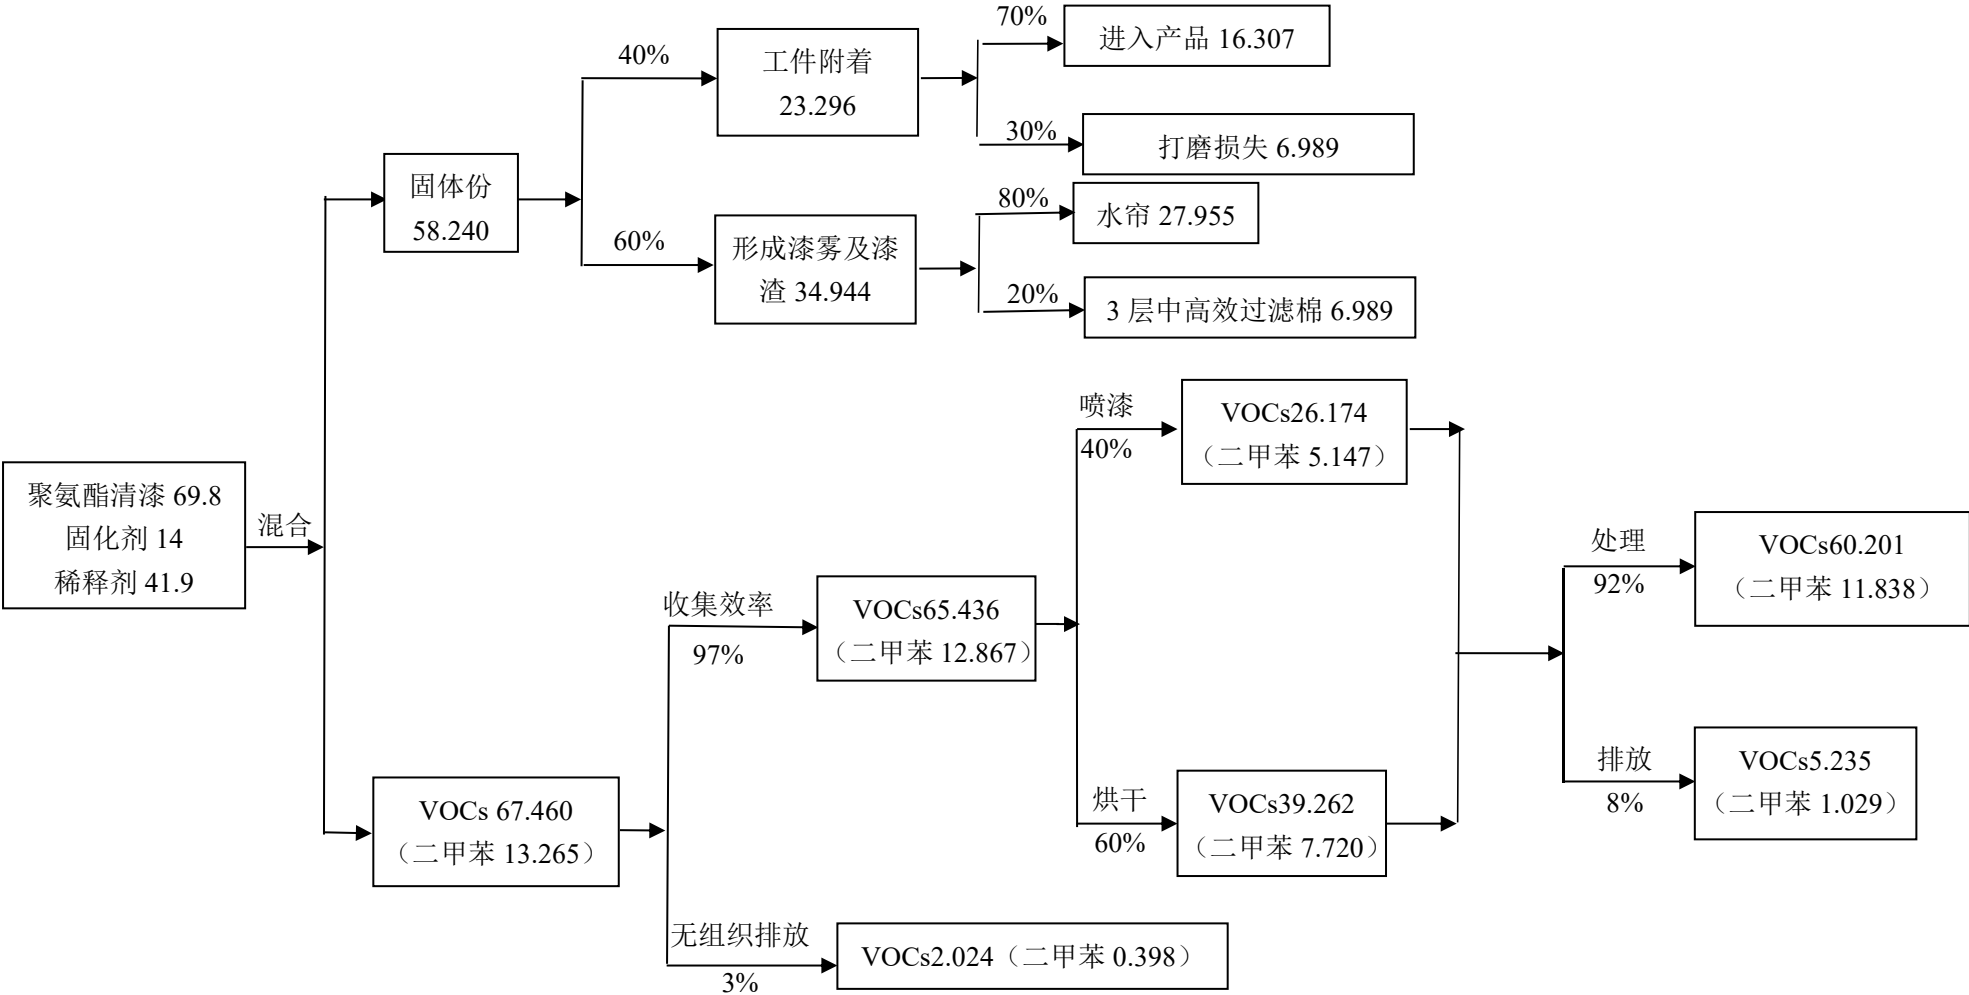 70%
进入产品 16.307
40%
工件附着
23.296
30%
打磨损失 6.989
固体份
58.240
80%
水帘 27.955
60%
形成漆雾及漆
渣 34.944
20%
3 层中高效过滤棉 6.989
喷漆
40%
VOCs26.174
（二甲苯 5.147）
聚氨酯清漆 69.8
固化剂 14
稀释剂 41.9
混合
收集效率
97%
VOCs65.436
（二甲苯 12.867）
处理
92%
VOCs60.201
（二甲苯 11.838）
VOCs 67.460
（二甲苯 13.265）
烘干
60%
VOCs39.262
（二甲苯 7.720）
排放
8%
VOCs5.235
（二甲苯 1.029）
无组织排放
3%
VOCs2.024（二甲苯 0.398）